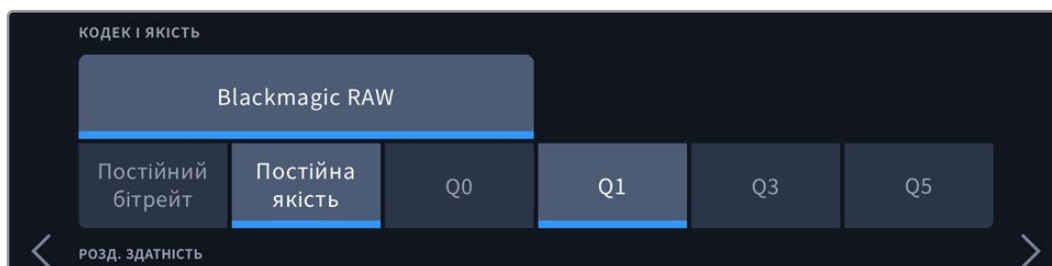 КОДЕК І ЯКІСТЬ
Blackmagic RAW
Постійний бітрейт
Постійна якість
Q0
Q1
Q3
Q5
РОЗД. ЗДАТНІСТЬ